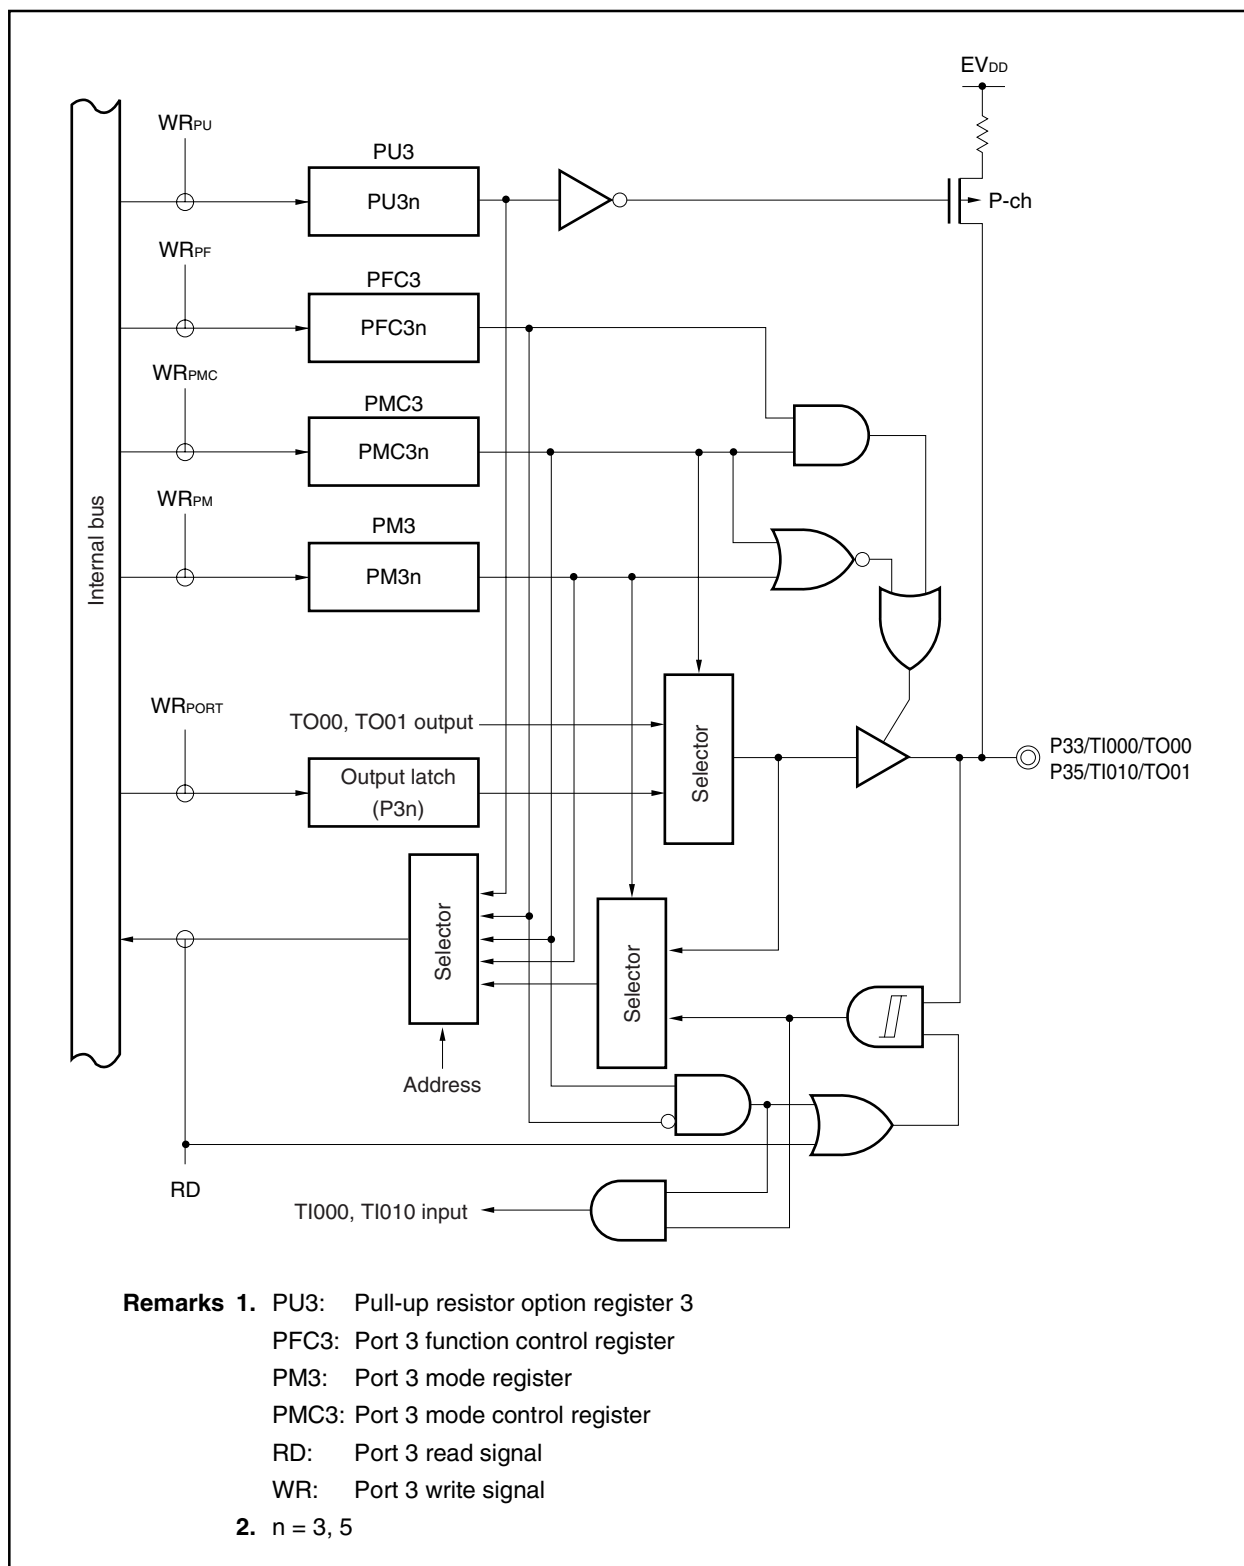 EVDD
WRPU
PU3
PU3n
P-ch
WRPF
PFC3
PFC3n
WRPMC
PMC3
PMC3n
WRPM
PM3
PM3n
Internal bus
WRPORT
TO00, TO01 output
Output latch
(P3n)
Selector
P33/TI000/TO00
P35/TI010/TO01
Selector
Selector
Address
RD
TI000, TI010 input
Remarks 1. PU3: Pull-up resistor option register 3
PFC3: Port 3 function control register
PM3: Port 3 mode register
PMC3: Port 3 mode control register
RD: Port 3 read signal
WR: Port 3 write signal
2. n = 3, 5